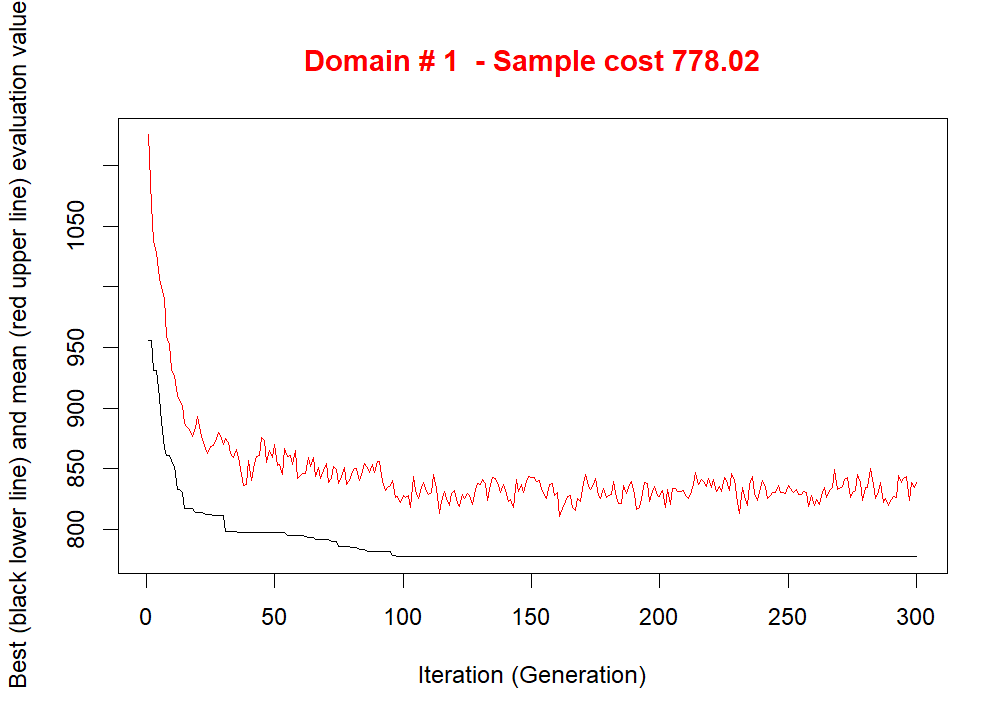 Domain # 1 - Sample cost 778.02
Best (black lower line) and mean (red upper line) evaluation value
1050
950
900
850
800
0 50 100 150 200 250 300
Iteration (Generation)